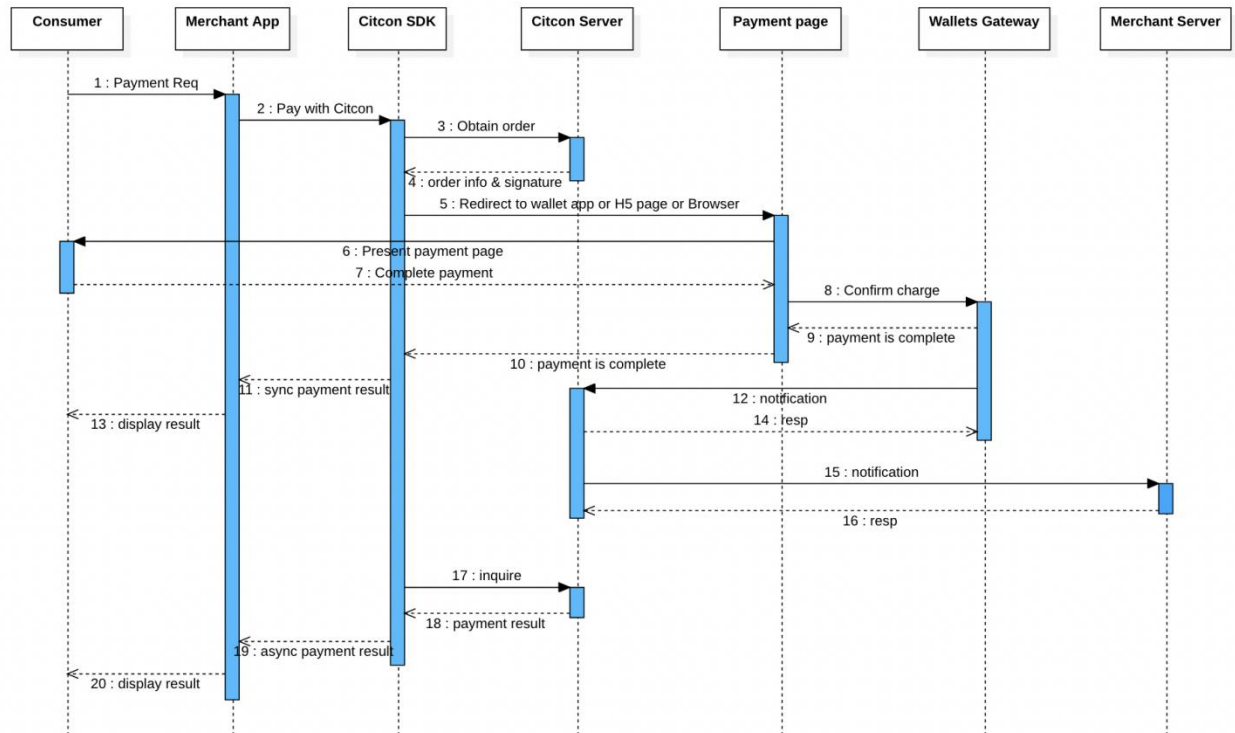 Consumer
Merchant App
Citcon SDK
Citcon Server
Payment page
Wallets Gateway
Merchant Server
1 : Payment Req
2 : Pay with Citcon
3 : Obtain order
4 : order info & signature
5 : Redirect to wallet app or H5 page or Browser
6 : Present payment page
7 : Complete payment
8 : Confirm charge
9 : payment is complete
10 : payment is complete
11 : sync payment result
12 : notification
13 : display result
14 : resp
15 : notification
16 : resp
17 : inquire
18 : payment result
19 : async payment result
20 : display result